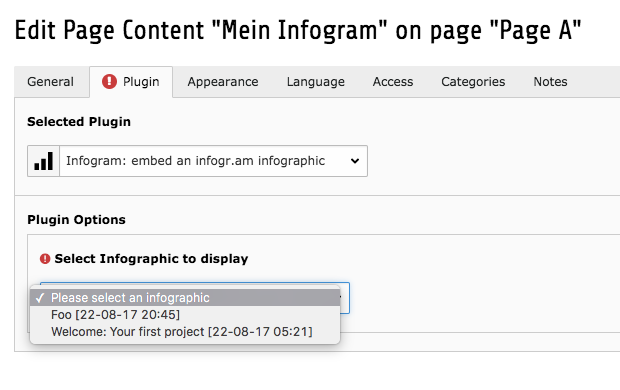 Edit Page Content "Mein Infogram" on page "Page A"
General Plugin Appearance Language Access Categories Notes
Selected Plugin
Infogram: embed an infogr.am infographic
Plugin Options
Select Infographic to display
✓ Please select an infographic
Foo [22-08-17 20:45]
Welcome: Your first project [22-08-17 05:21]